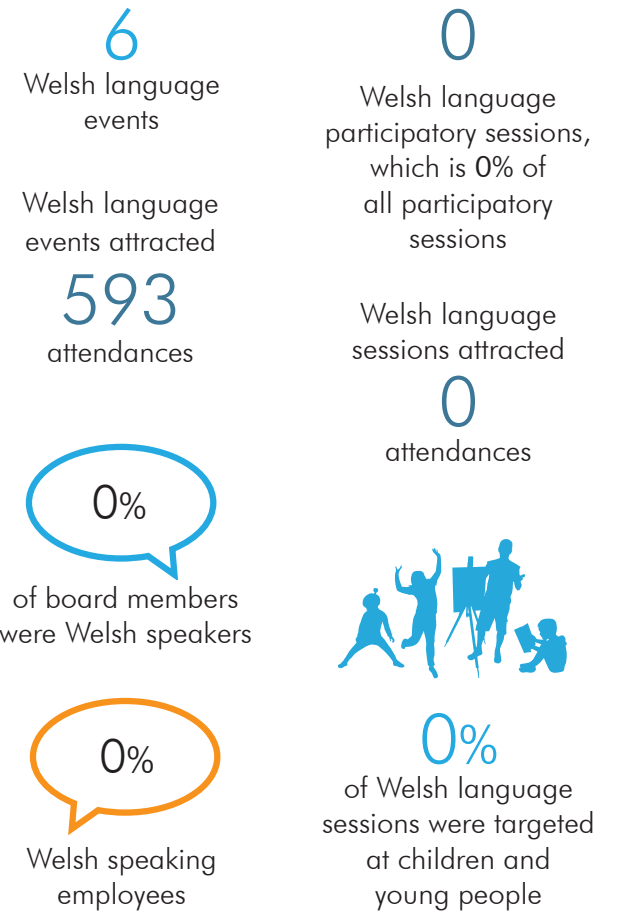 6
Welsh language
events
Welsh language
events attracted
593
attendances
0%
of board members
were Welsh speakers
0%
Welsh speaking
employees
0
Welsh language
participatory sessions,
which is 0% of
all participatory
sessions
Welsh language
sessions attracted
0
attendances
0%
of Welsh language
sessions were targeted
at children and
young people